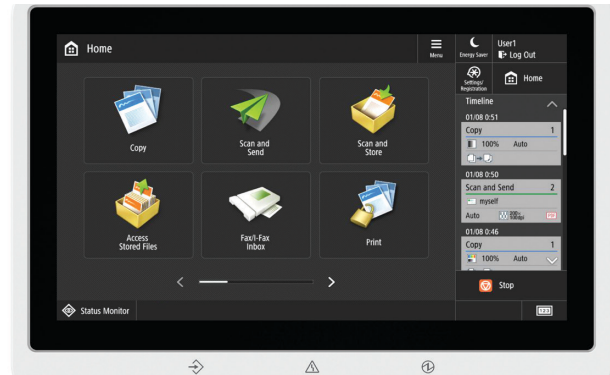 Home
Menu
Energy Saver
User1
Log Out
Settings/
Registration
Home
Copy
Scan and
Send
Scan and
Store
Access
Stored Files
Fax/I-Fax
Inbox
Print
Timeline
01/08 0:51
Copy 1
100% Auto
01/08 0:50
Scan and Send 2
myself
Auto
PDF
01/08 0:46
Copy 1
100% Auto
Stop
Status Monitor
123